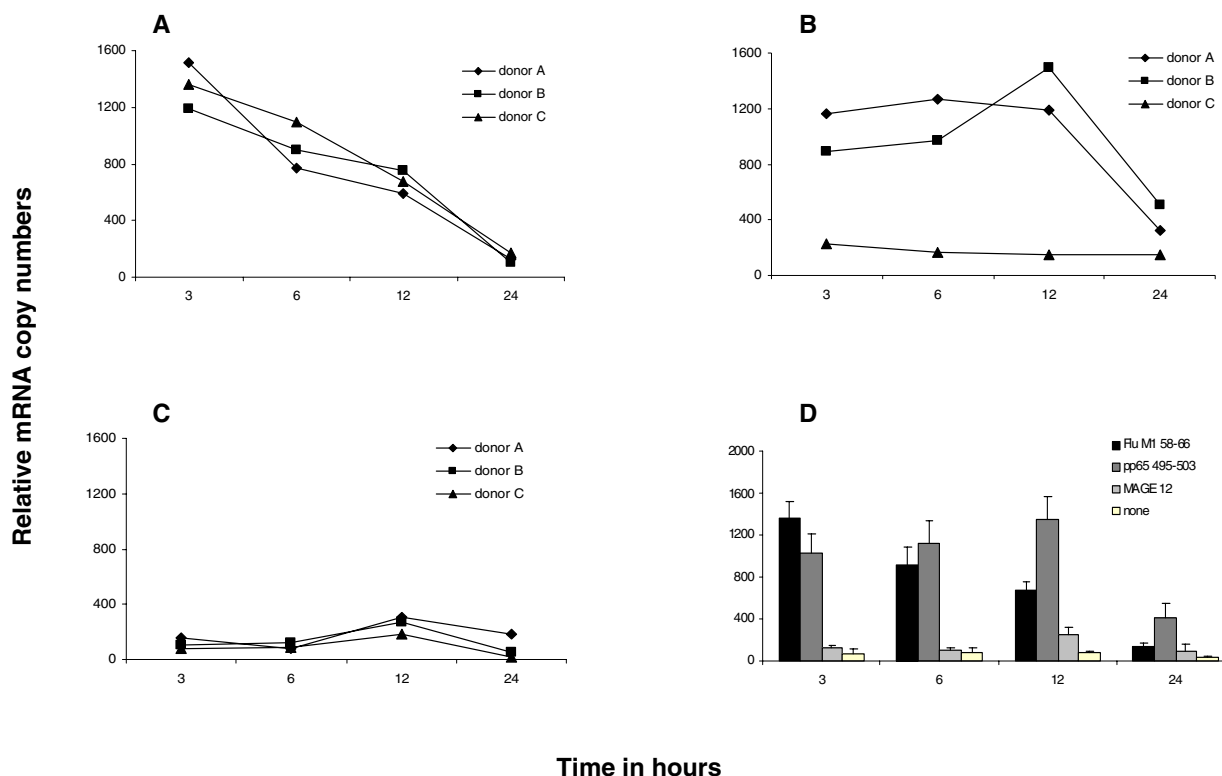 A
1600
1200
800
400
0
3 6 12 24
donor A
donor B
donor C
B
1600
1200
800
400
0
3 6 12 24
donor A
donor B
donor C
Relative mRNA copy numbers
C
1600
1200
800
400
0
3 6 12 24
donor A
donor B
donor C
D
2000
1600
1200
800
400
0
3 6 12 24
Flu M1 58-66
pp65 495-503
MAGE 12
none
Time in hours